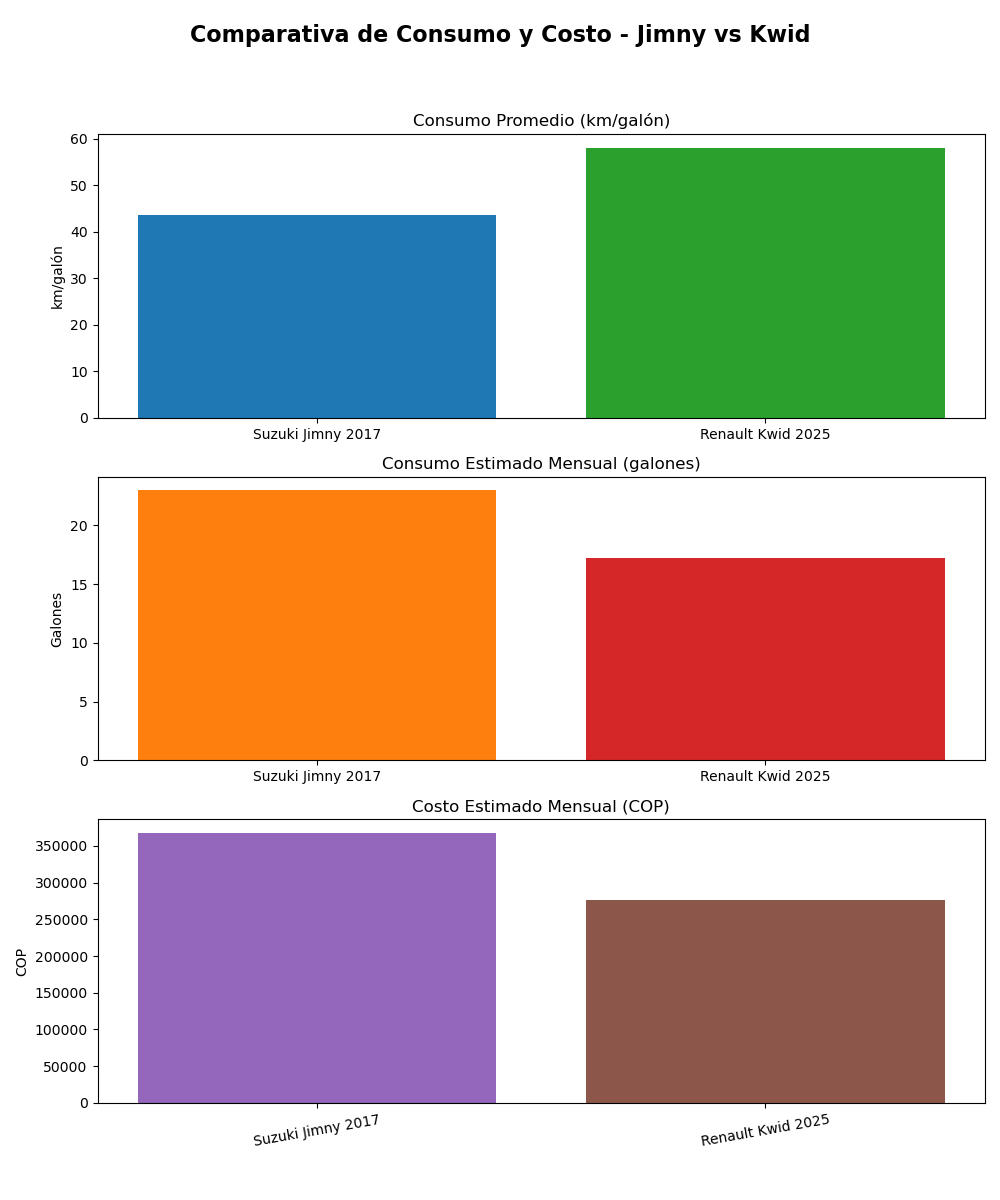 Comparativa de Consumo y Costo - Jimny vs Kwid
Consumo Promedio (km/galón)
60
50
40
30
20
10
0
km/galón
Suzuki Jimny 2017
Renault Kwid 2025
Consumo Estimado Mensual (galones)
20
15
10
5
0
Galones
Suzuki Jimny 2017
Renault Kwid 2025
Costo Estimado Mensual (COP)
350000
300000
250000
200000
150000
100000
50000
0
COP
Suzuki Jimny 2017
Renault Kwid 2025